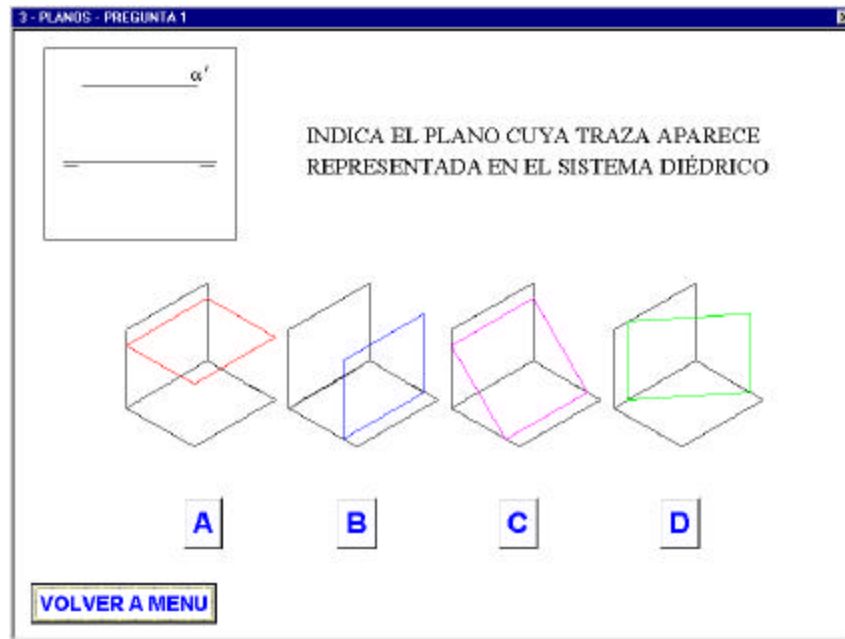 3 - PLANOS - PREGUNTA 1
α'
INDICA EL PLANO CUYA TRAZA APARECE
REPRESENTADA EN EL SISTEMA DIÉDRICO
A
B
C
D
VOLVER A MENU